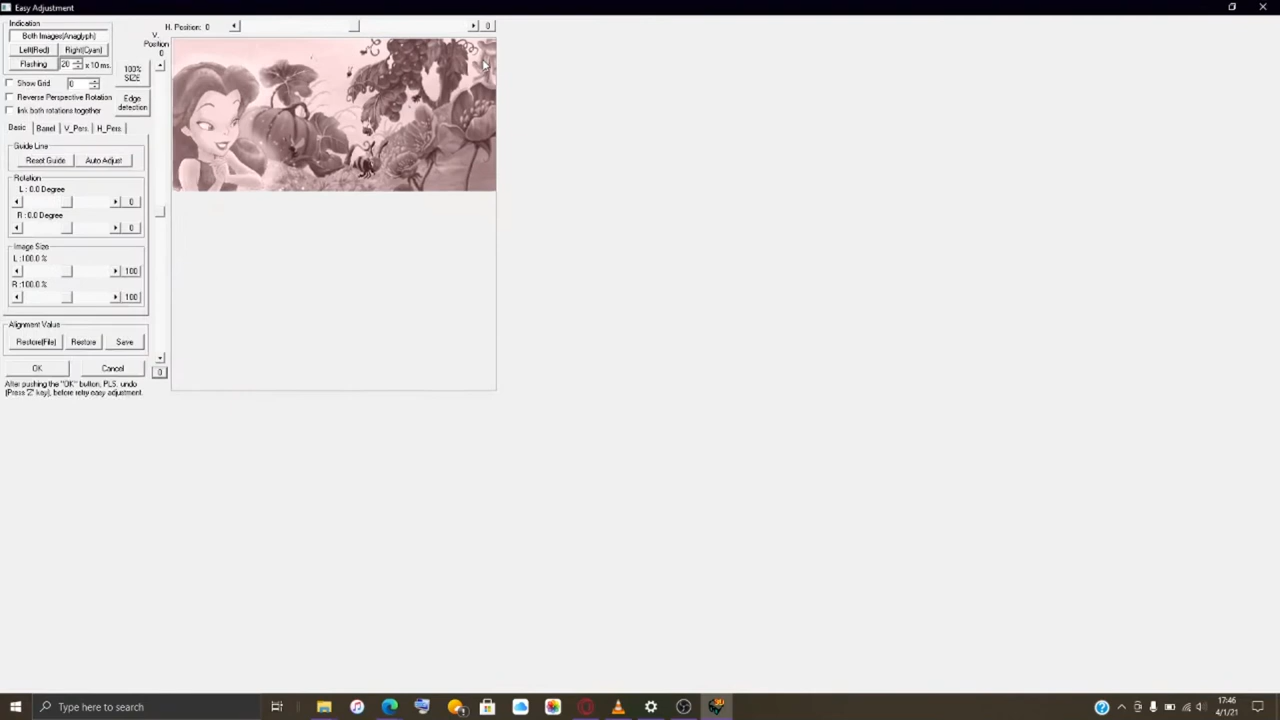 Easy Adjustment
Indication
Both Images(Anaglyph)
Left(Red) Right(Cyan)
Flashing 20 x 10 ms.
Show Grid 0
Reverse Perspective Rotation
link both rotations together
100% SIZE
Edge detection
V. Position
0
H. Position: 0
0
Basic Barrel V_Pers. H_Pers.
Guide Line
Reset Guide Auto Adjust
Rotation
L : 0.0 Degree
0
R : 0.0 Degree
0
Image Size
L :100.0 %
100
R :100.0 %
100
Alignment Value
Restore(File) Restore Save
OK Cancel
0
After pushing the "OK" button, PLS. undo
(Press 'Z' key), before retry easy adjustment.
Type here to search
17:46
4/1/21